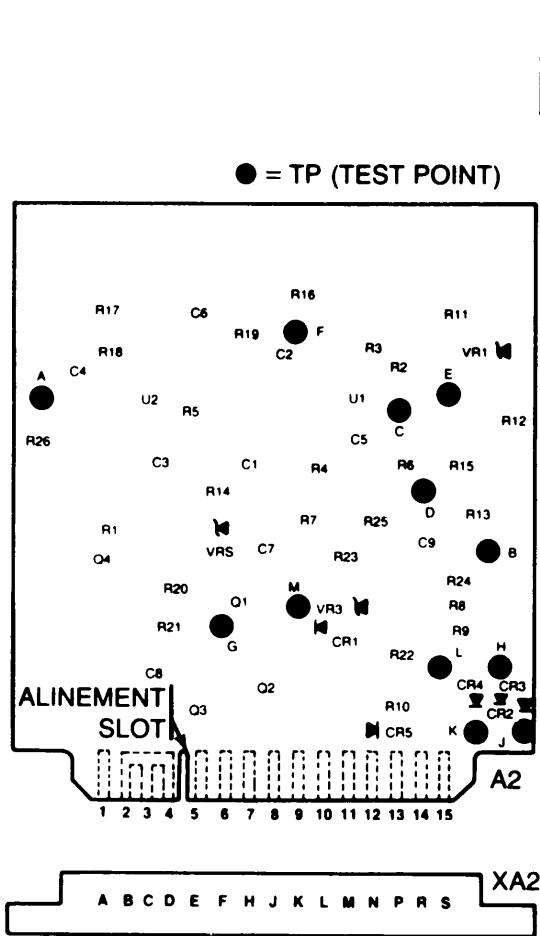 ● = TP (TEST POINT)
R16
R17
C6
R11
R19
F
C2
R3
VR1
R18
R2
C4
A
E
U2
R5
U1
R12
C
R26
C5
C3
C1
R4
R6
R15
R14
D
R13
R7
R25
R1
VRS
C7
C9
B
Q4
R23
R20
M
R24
Q1
VR3
R8
R21
G
CR1
R9
R22
L
H
C8
Q2
CR4
CR3
ALINEMENT
SLOT
Q3
R10
CR2
CR5
K
J
A2
1 2 3 4 5 6 7 8 9 10 11 12 13 14 15
XA2
A B C D E F H J K L M N P R S